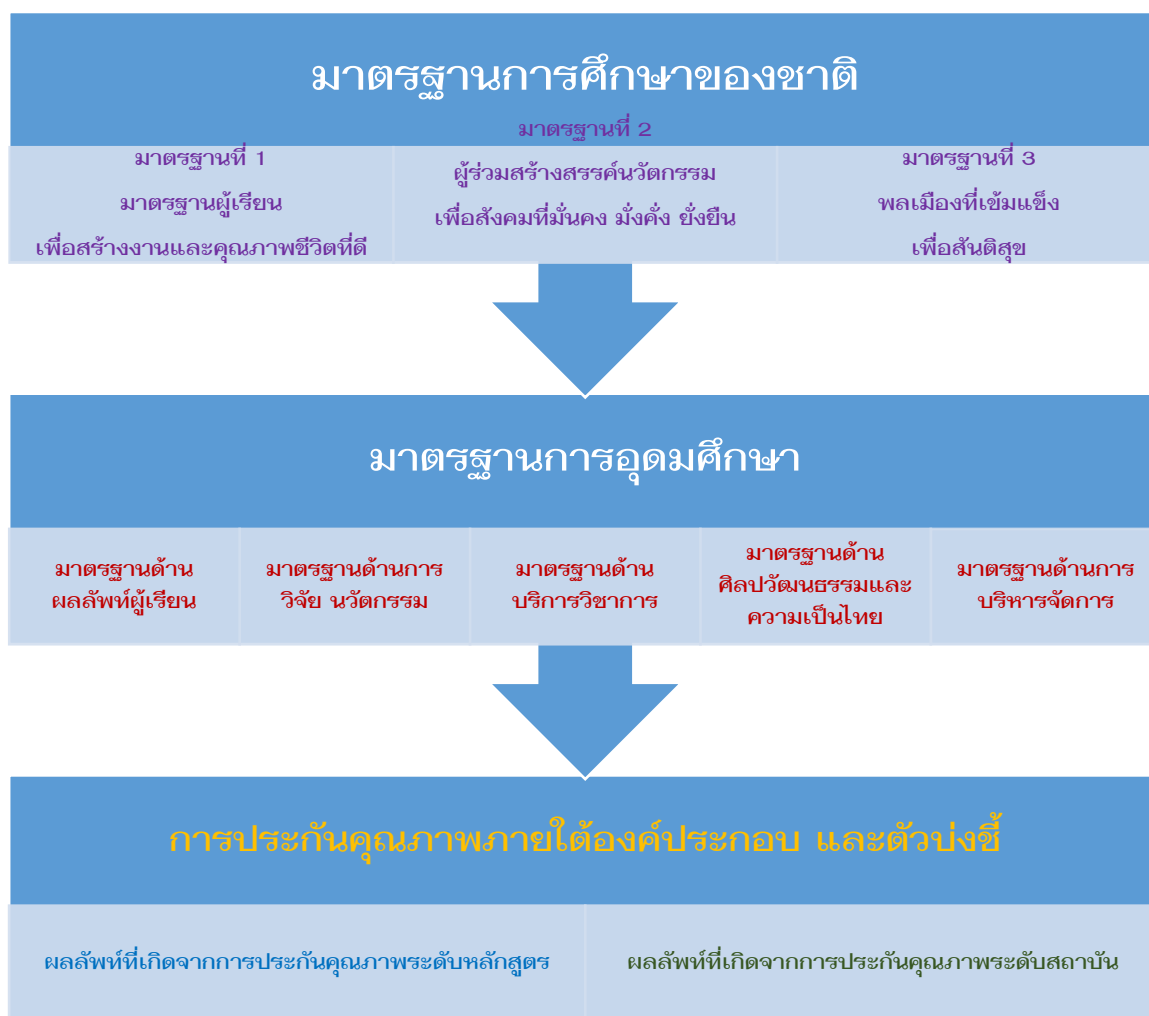 มาตรฐานการศึกษาของชาติ
มาตรฐานที่ 1
มาตรฐานผู้เรียน
เพื่อสร้างงานและคุณภาพชีวิตที่ดี
มาตรฐานที่ 2
ผู้ร่วมสร้างสรรค์นวัตกรรม
เพื่อสังคมที่มั่นคง มั่งคั่ง ยั่งยืน
มาตรฐานที่ 3
พลเมืองที่เข้มแข็ง
เพื่อสันติสุข
มาตรฐานการอุดมศึกษา
มาตรฐานด้าน
ผลลัพท์ผู้เรียน
มาตรฐานด้านการ
วิจัย นวัตกรรม
มาตรฐานด้าน
บริการวิชาการ
มาตรฐานด้าน
ศิลปวัฒนธรรมและ
ความเป็นไทย
มาตรฐานด้านการ
บริหารจัดการ
การประกันคุณภาพภายใต้องค์ประกอบ และตัวบ่งชี้
ผลลัพท์ที่เกิดจากการประกันคุณภาพระดับหลักสูตร
ผลลัพท์ที่เกิดจากการประกันคุณภาพระดับสถาบัน